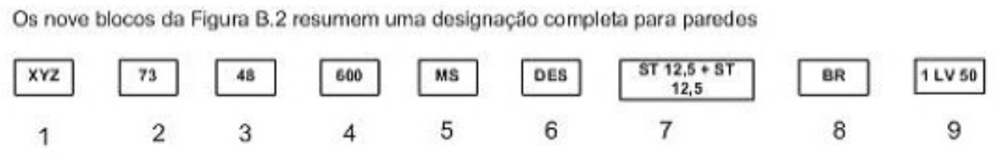 Os nove blocos da Figura B.2 resumem uma designação completa para paredes
XYZ 73 48 600 MS DES ST 12,5 + ST 12,5 BR 1 LV 50
1 2 3 4 5 6 7 8 9